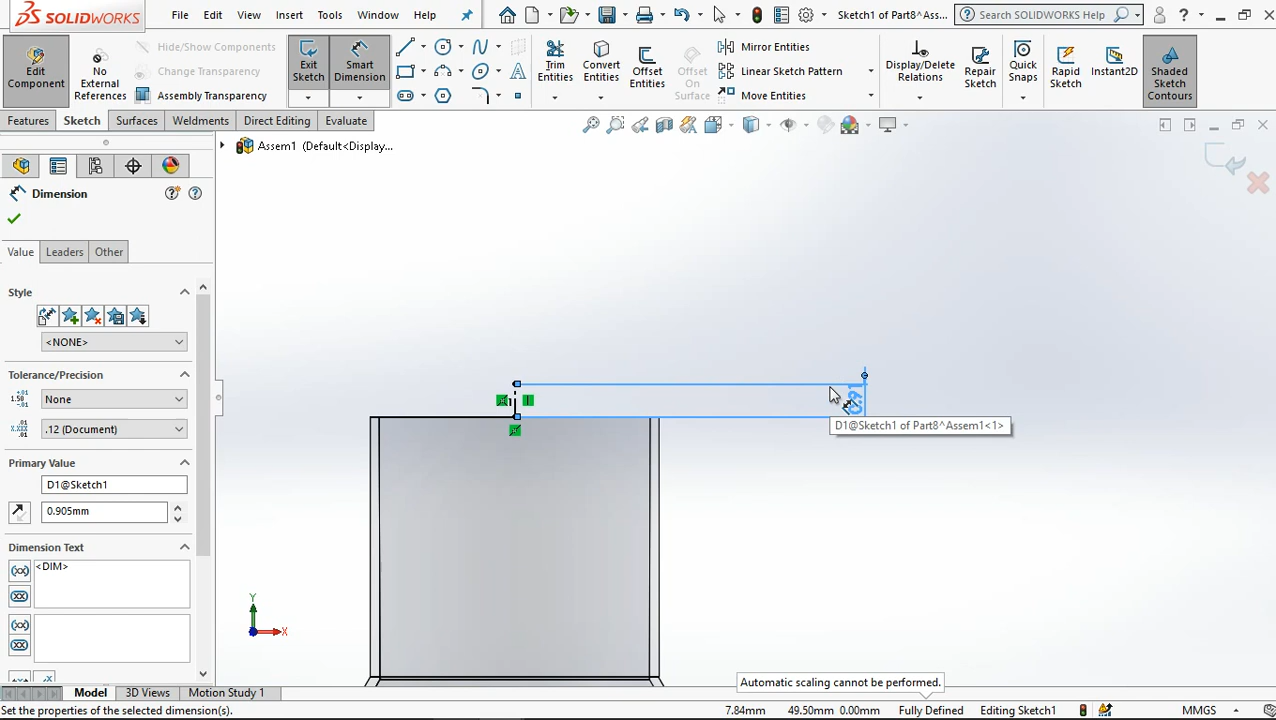 SOLIDWORKS File Edit View Insert Tools Window Help Sketch1 of Part8^Ass... Search SOLIDWORKS Help ?
Edit Component No External References Hide/Show Components Change Transparency Assembly Transparency Exit Sketch Smart Dimension Trim Entities Convert Entities Offset Entities Offset On Surface Mirror Entities Linear Sketch Pattern Move Entities Display/Delete Relations Repair Sketch Quick Snaps Rapid Sketch Instant2D Shaded Sketch Contours
Features Sketch Surfaces Weldments Direct Editing Evaluate
Assem1 (Default<Display...
Dimension
Value Leaders Other
Style
<NONE>
Tolerance/Precision
None
.12 (Document)
Primary Value
D1@Sketch1
0.905mm
Dimension Text
<DIM>
0.91
D1@Sketch1 of Part8^Assem1<1>
Y
X
Automatic scaling cannot be performed.
Model 3D Views Motion Study 1
Set the properties of the selected dimension(s). 7.84mm 49.50mm 0.00mm Fully Defined Editing Sketch1 MMGS